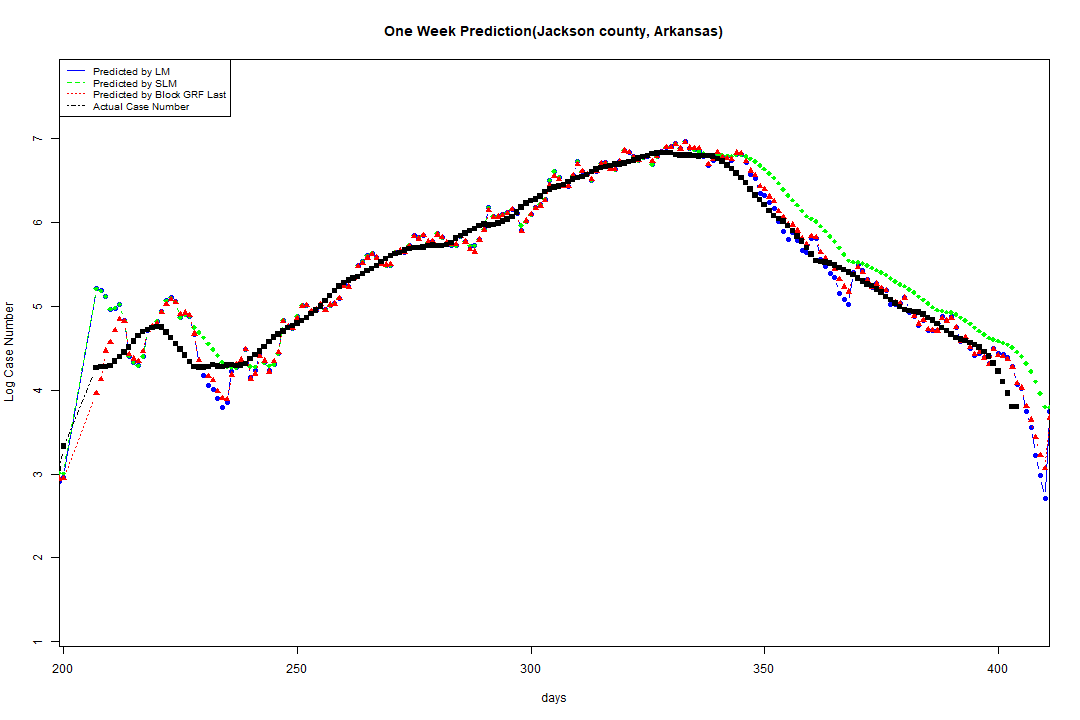 One Week Prediction(Jackson county, Arkansas)
Predicted by LM
Predicted by SLM
Predicted by Block GRF Last
Actual Case Number
7
6
5
4
3
2
1
Log Case Number
200 250 300 350 400
days